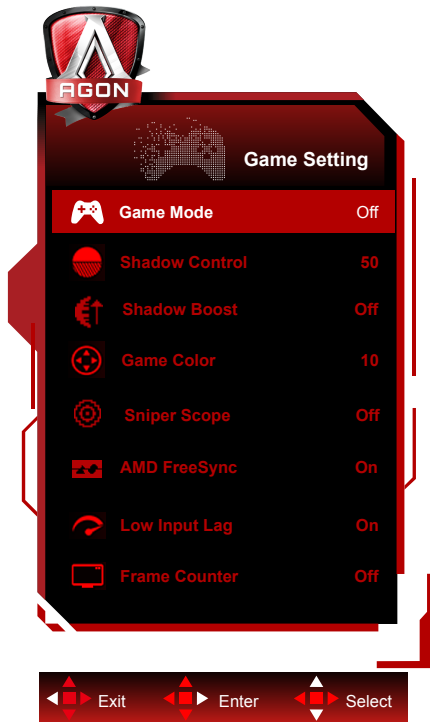 AGON
Game Setting
Game Mode Off
Shadow Control 50
Shadow Boost Off
Game Color 10
Sniper Scope Off
AMD FreeSync On
Low Input Lag On
Frame Counter Off
Exit Enter Select